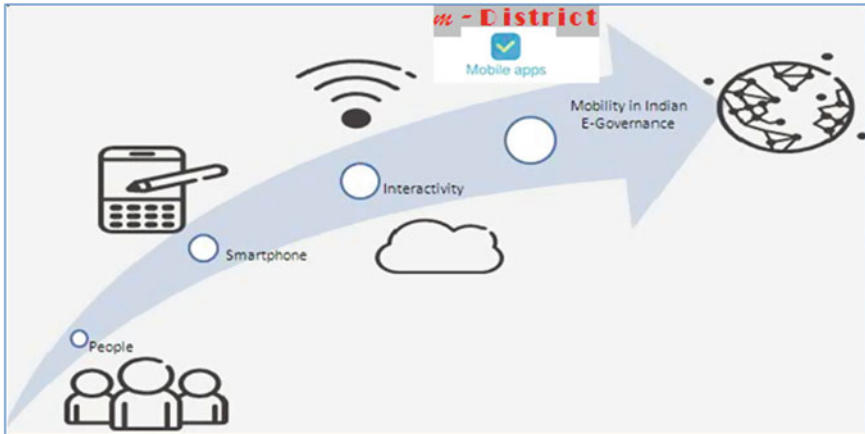 m - District
Mobile apps
Mobility in Indian
E-Governance
Interactivity
Smartphone
People